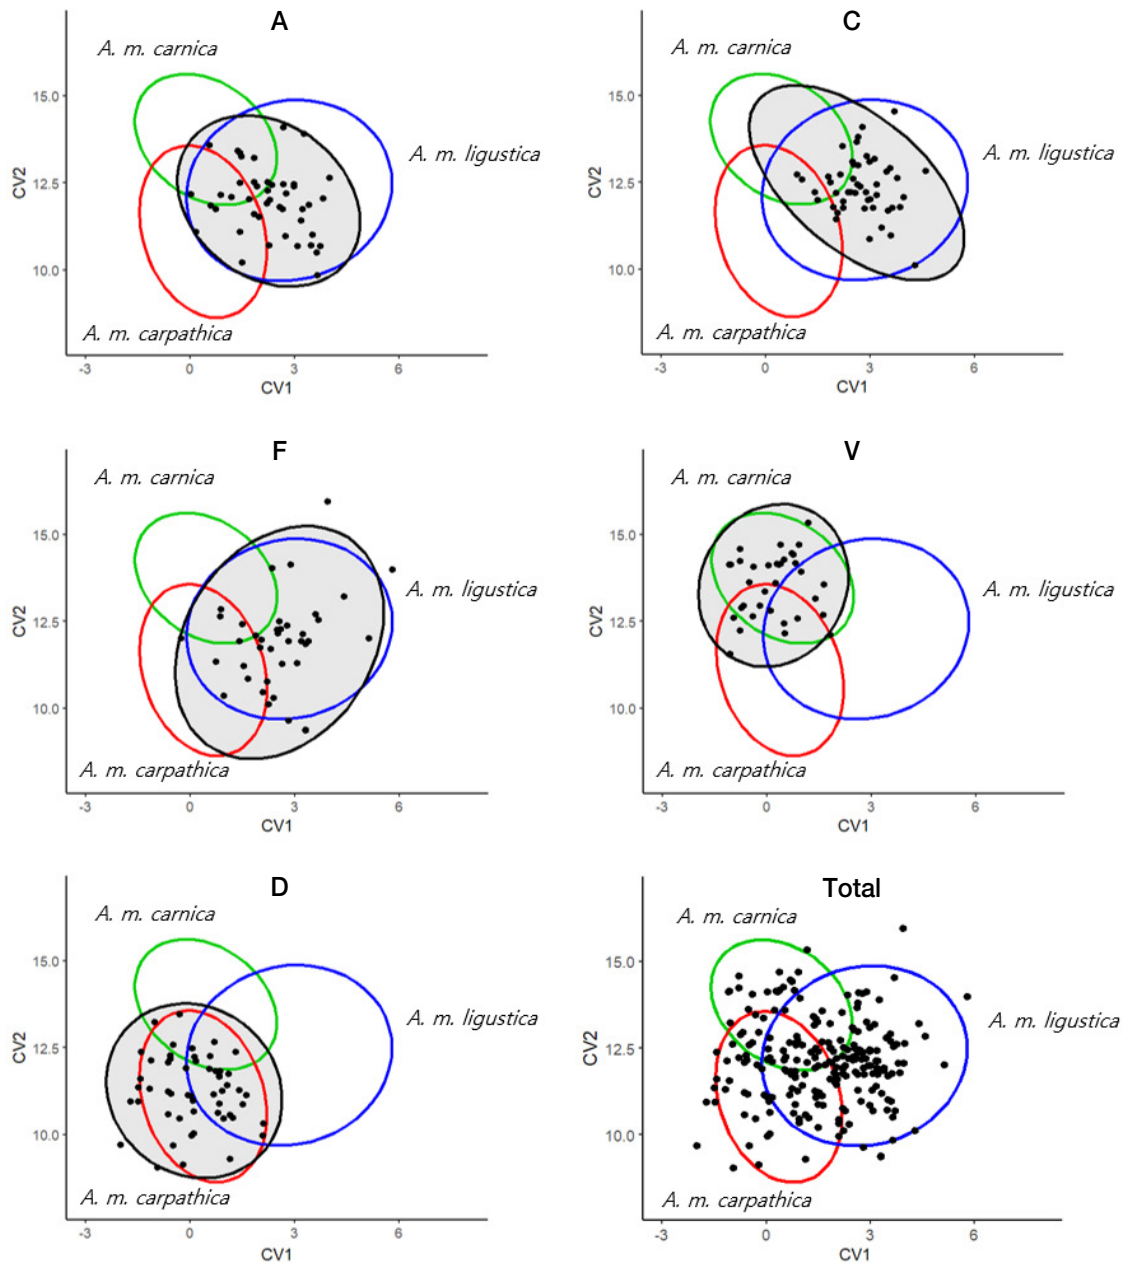 A
A. m. carnica
A. m. ligustica
A. m. carpathica
15.0
12.5
10.0
CV2
-3 0 3 6
CV1
C
A. m. carnica
A. m. ligustica
A. m. carpathica
15.0
12.5
10.0
CV2
-3 0 3 6
CV1
F
A. m. carnica
A. m. ligustica
A. m. carpathica
15.0
12.5
10.0
CV2
-3 0 3 6
CV1
V
A. m. carnica
A. m. ligustica
A. m. carpathica
15.0
12.5
10.0
CV2
-3 0 3 6
CV1
D
A. m. carnica
A. m. ligustica
A. m. carpathica
15.0
12.5
10.0
CV2
-3 0 3 6
CV1
Total
A. m. carnica
A. m. ligustica
A. m. carpathica
15.0
12.5
10.0
CV2
-3 0 3 6
CV1